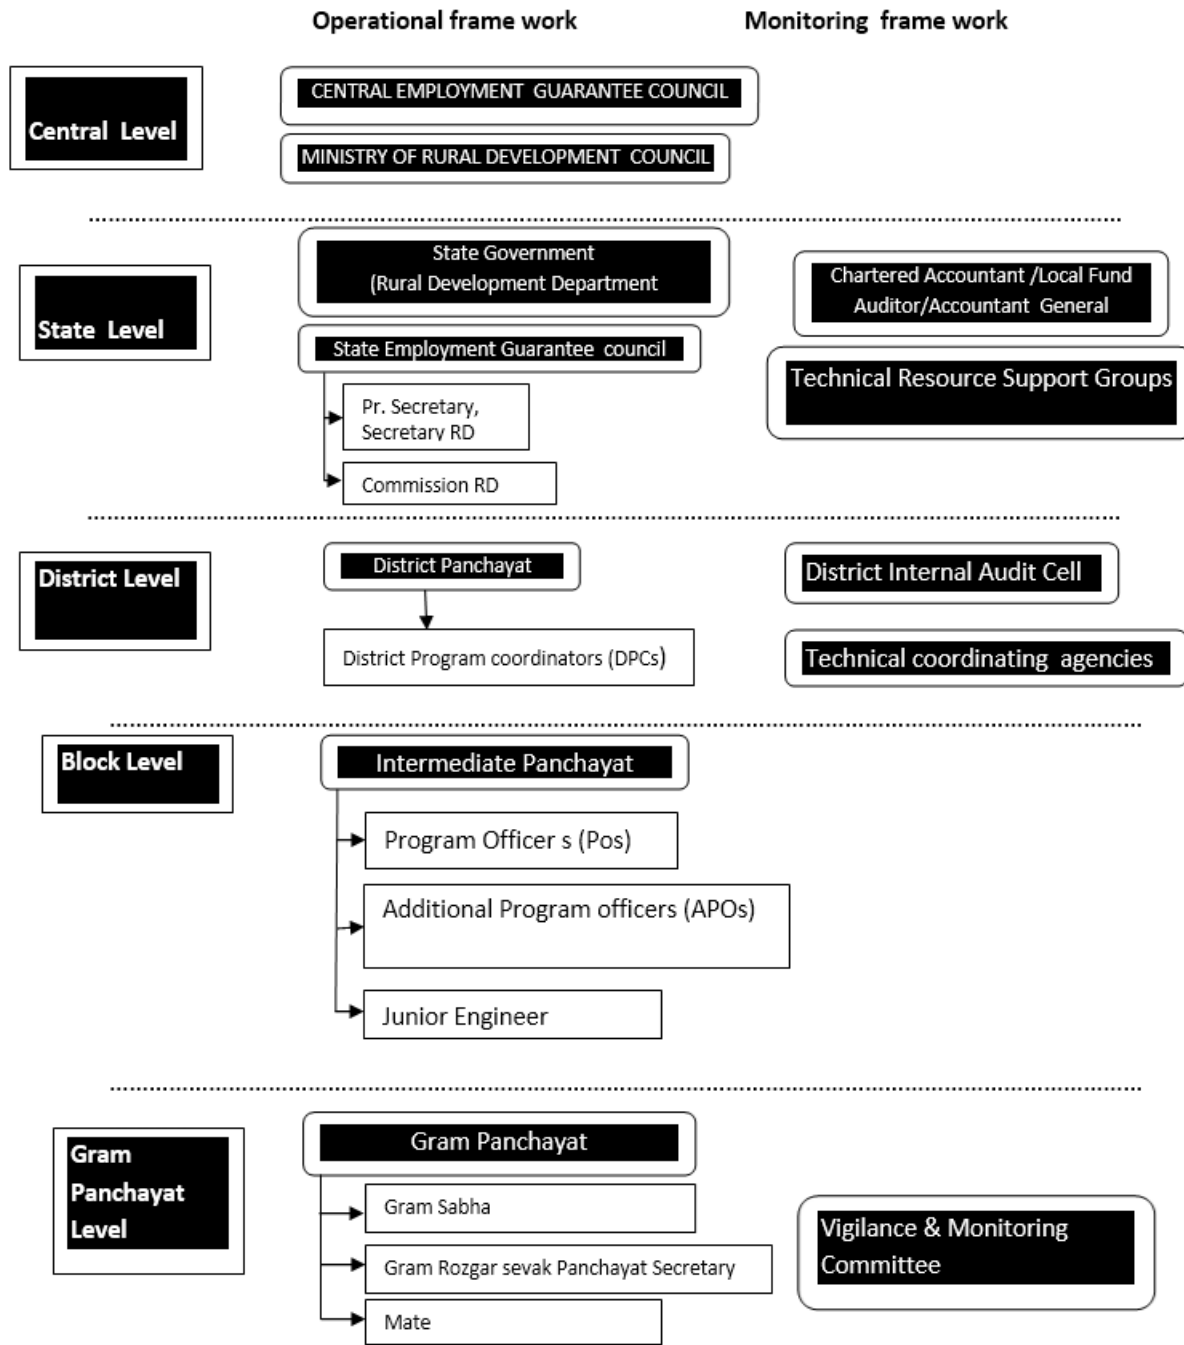 Operational frame work
Monitoring frame work
Central Level
CENTRAL EMPLOYMENT GUARANTEE COUNCIL
MINISTRY OF RURAL DEVELOPMENT COUNCIL
State Level
State Government
(Rural Development Department
State Employment Guarantee council
Pr. Secretary,
Secretary RD
Commission RD
Chartered Accountant /Local Fund
Auditor/Accountant General
Technical Resource Support Groups
District Level
District Panchayat
District Program coordinators (DPCs)
District Internal Audit Cell
Technical coordinating agencies
Block Level
Intermediate Panchayat
Program Officer s (Pos)
Additional Program officers (APOs)
Junior Engineer
Gram
Panchayat
Level
Gram Panchayat
Gram Sabha
Gram Rozgar sevak Panchayat Secretary
Mate
Vigilance & Monitoring
Committee